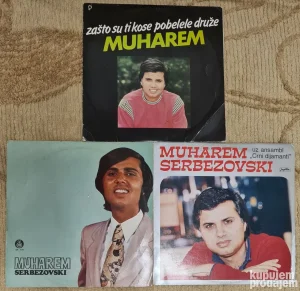 zašto su ti kose pobelele druže
MUHAREM
MUHAREM
SERBEZOVSKI
MUHAREM
SERBEZOVSKI
uz ansambl
„Crni dijamanti”
kupujem
prodajem